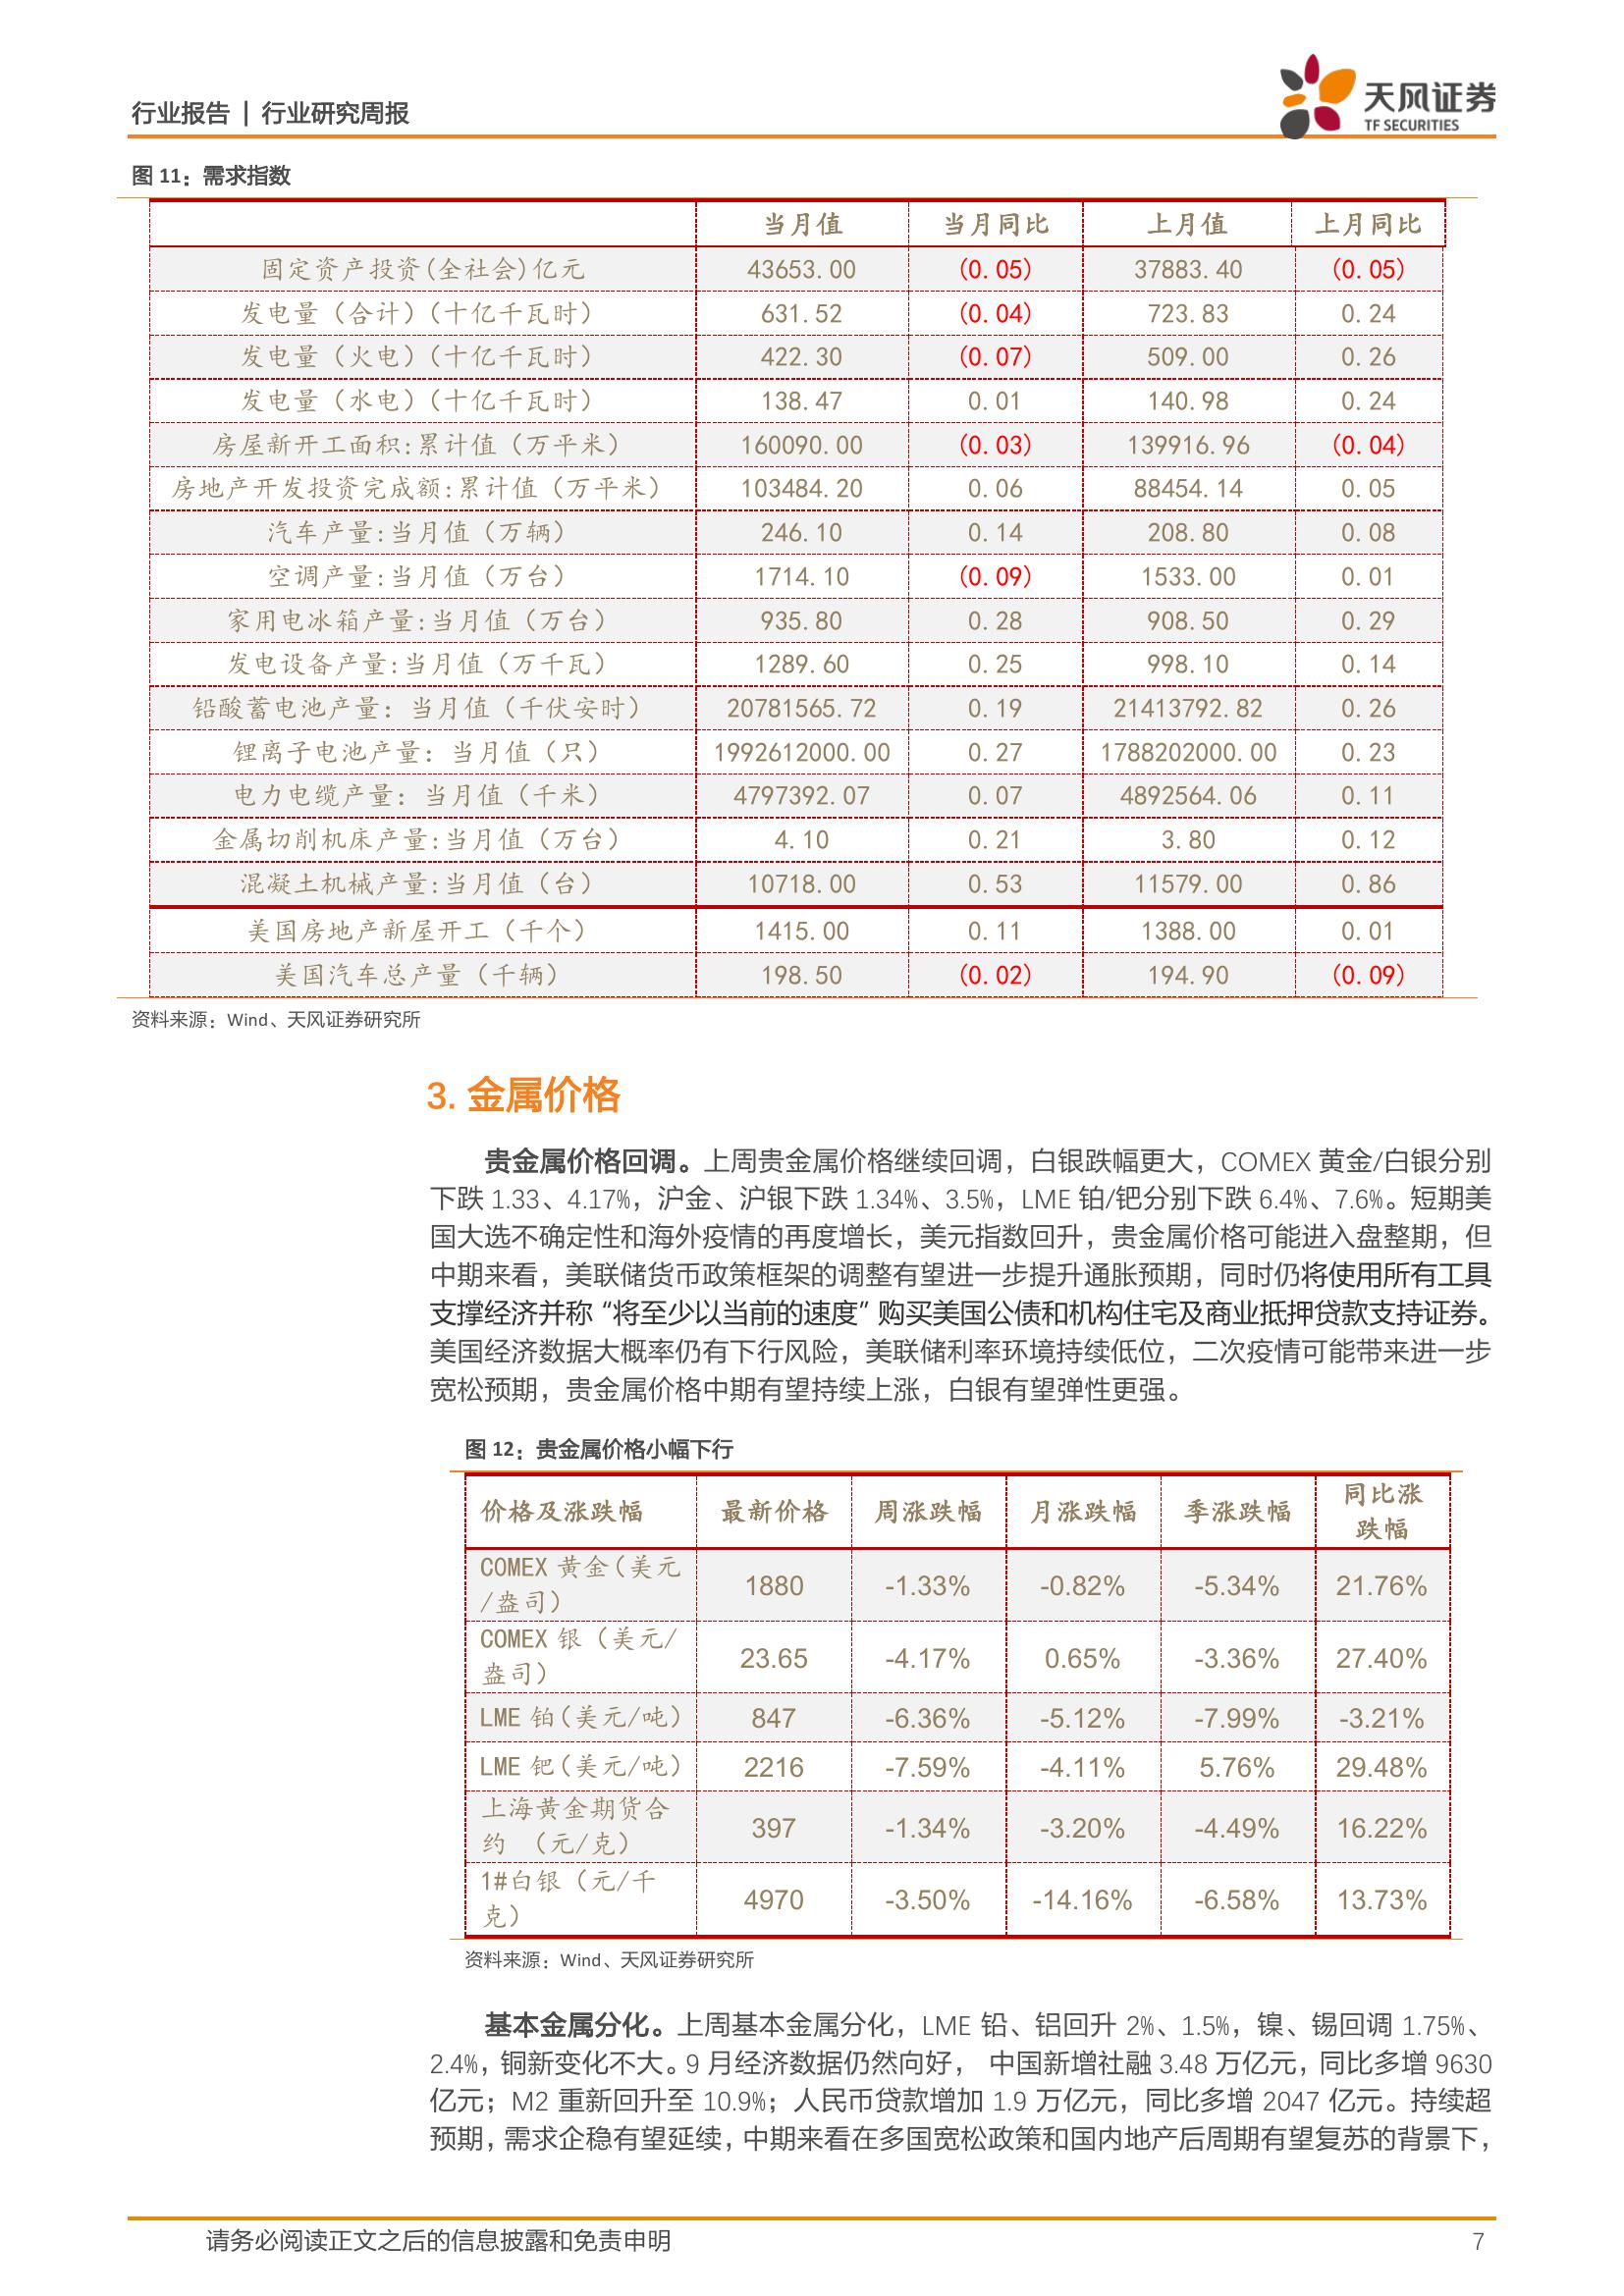 行业报告 | 行业研究周报
天风证券
TF SECURITIES
图 11：需求指数
当月值 当月同比 上月值 上月同比
固定资产投资(全社会)亿元 43653.00 (0.05) 37883.40 (0.05)
发电量（合计）(十亿千瓦时） 631.52 (0.04) 723.83 0.24
发电量（火电）(十亿千瓦时） 422.30 (0.07) 509.00 0.26
发电量（水电）(十亿千瓦时） 138.47 0.01 140.98 0.24
房屋新开工面积:累计值（万平米） 160090.00 (0.03) 139916.96 (0.04)
房地产开发投资完成额:累计值（万平米） 103484.20 0.06 88454.14 0.05
汽车产量:当月值（万辆） 246.10 0.14 208.80 0.08
空调产量:当月值（万台） 1714.10 (0.09) 1533.00 0.01
家用电冰箱产量:当月值（万台） 935.80 0.28 908.50 0.29
发电设备产量:当月值（万千瓦） 1289.60 0.25 998.10 0.14
铅酸蓄电池产量: 当月值（千伏安时） 20781565.72 0.19 21413792.82 0.26
锂离子电池产量: 当月值（只） 1992612000.00 0.27 1788202000.00 0.23
电力电缆产量: 当月值（千米） 4797392.07 0.07 4892564.06 0.11
金属切削机床产量:当月值（万台） 4.10 0.21 3.80 0.12
混凝土机械产量:当月值（台） 10718.00 0.53 11579.00 0.86
美国房地产新屋开工（千个） 1415.00 0.11 1388.00 0.01
美国汽车总产量（千辆） 198.50 (0.02) 194.90 (0.09)
资料来源：Wind、天风证券研究所
3. 金属价格
贵金属价格回调。上周贵金属价格继续回调，白银跌幅更大，COMEX 黄金/白银分别
下跌 1.33、4.17%，沪金、沪银下跌 1.34%、3.5%，LME 铂/钯分别下跌 6.4%、7.6%。短期美
国大选不确定性和海外疫情的再度增长，美元指数回升，贵金属价格可能进入盘整期，但
中期来看，美联储货币政策框架的调整有望进一步提升通胀预期，同时仍将使用所有工具
支撑经济并称“将至少以当前的速度”购买美国公债和机构住宅及商业抵押贷款支持证券。
美国经济数据大概率仍有下行风险，美联储利率环境持续低位，二次疫情可能带来进一步
宽松预期，贵金属价格中期有望持续上涨，白银有望弹性更强。
图 12：贵金属价格小幅下行
价格及涨跌幅 最新价格 周涨跌幅 月涨跌幅 季涨跌幅 同比涨
跌幅
COMEX 黄金(美元
/盎司） 1880 -1.33% -0.82% -5.34% 21.76%
COMEX 银（美元/
盎司） 23.65 -4.17% 0.65% -3.36% 27.40%
LME 铂(美元/吨） 847 -6.36% -5.12% -7.99% -3.21%
LME 钯(美元/吨） 2216 -7.59% -4.11% 5.76% 29.48%
上海黄金期货合
约 （元/克） 397 -1.34% -3.20% -4.49% 16.22%
1#白银（元/千
克） 4970 -3.50% -14.16% -6.58% 13.73%
资料来源：Wind、天风证券研究所
基本金属分化。上周基本金属分化，LME 铅、铝回升 2%、1.5%，镍、锡回调 1.75%、
2.4%，铜新变化不大。9 月经济数据仍然向好， 中国新增社融 3.48 万亿元，同比多增 9630
亿元；M2 重新回升至 10.9%；人民币贷款增加 1.9 万亿元，同比多增 2047 亿元。持续超
预期，需求企稳有望延续，中期来看在多国宽松政策和国内地产后周期有望复苏的背景下，
请务必阅读正文之后的信息披露和免责申明 7